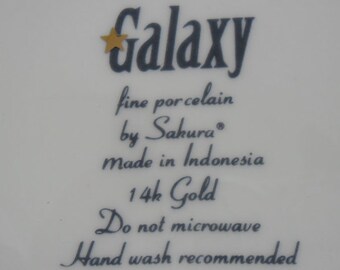 Galaxy
fine porcelain
by Sakura®
made in Indonesia
14k Gold
Do not microwave
Hand wash recommended